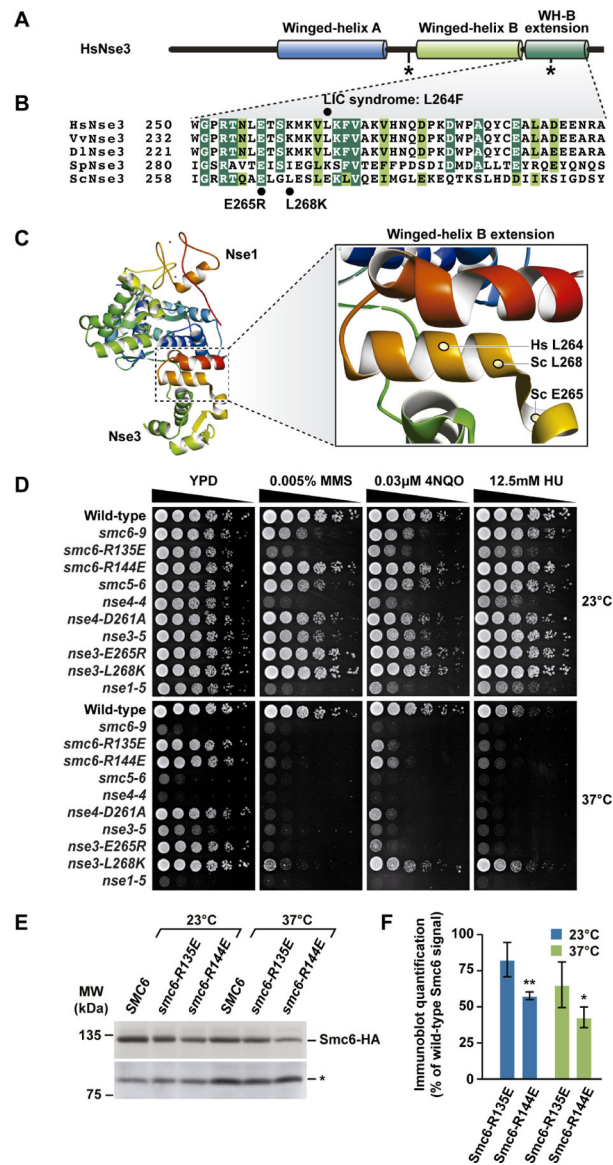 A
Winged-helix A
Winged-helix B
WH-B
extension
HsNse3
*
*
B
LIC syndrome: L264F
HsNse3 250 WGPRTNLETSKMKVLKFVAKVHNQDPKDWPAQYCEALADEENRA
VvNse3 232 WGPRTNLETSKMKVLKFVAKVHNQDPKDWPAQYCEALADEENRA
DlNse3 221 WGPRTNLETSKMKVLKFVAKVHNQDPKDWPAQYCEALAEEEARA
SpNse3 280 IGSRAVTEISIEGLKSFVTEFFPDSDIDMDALLTEYRQEYNQOS
ScNse3 258 IGRRTQAELGLESLEKLVQEIMGLEKEQTKSLHDDIIKSIGDSY
E265R
L268K
C
Nse1
Nse3
Winged-helix B extension
Hs L264
Sc L268
Sc E265
D
YPD
0.005% MMS
0.03µM 4NQO
12.5mM HU
Wild-type
smc6-9
smc6-R135E
smc6-R144E
smc5-6
nse4-4
nse4-D261A
nse3-5
nse3-E265R
nse3-L268K
nse1-5
23°C
Wild-type
smc6-9
smc6-R135E
smc6-R144E
smc5-6
nse4-4
nse4-D261A
nse3-5
nse3-E265R
nse3-L268K
nse1-5
37°C
E
23°C
37°C
SMC6
smc6-R135E
smc6-R144E
SMC6
smc6-R135E
smc6-R144E
MW
(kDa)
135
75
Smc6-HA
*
F
23°C
37°C
Immunoblot quantification
(% of wild-type Smc6 signal)
100
75
50
25
0
**
*
Smc6-R135E
Smc6-R144E
Smc6-R135E
Smc6-R144E